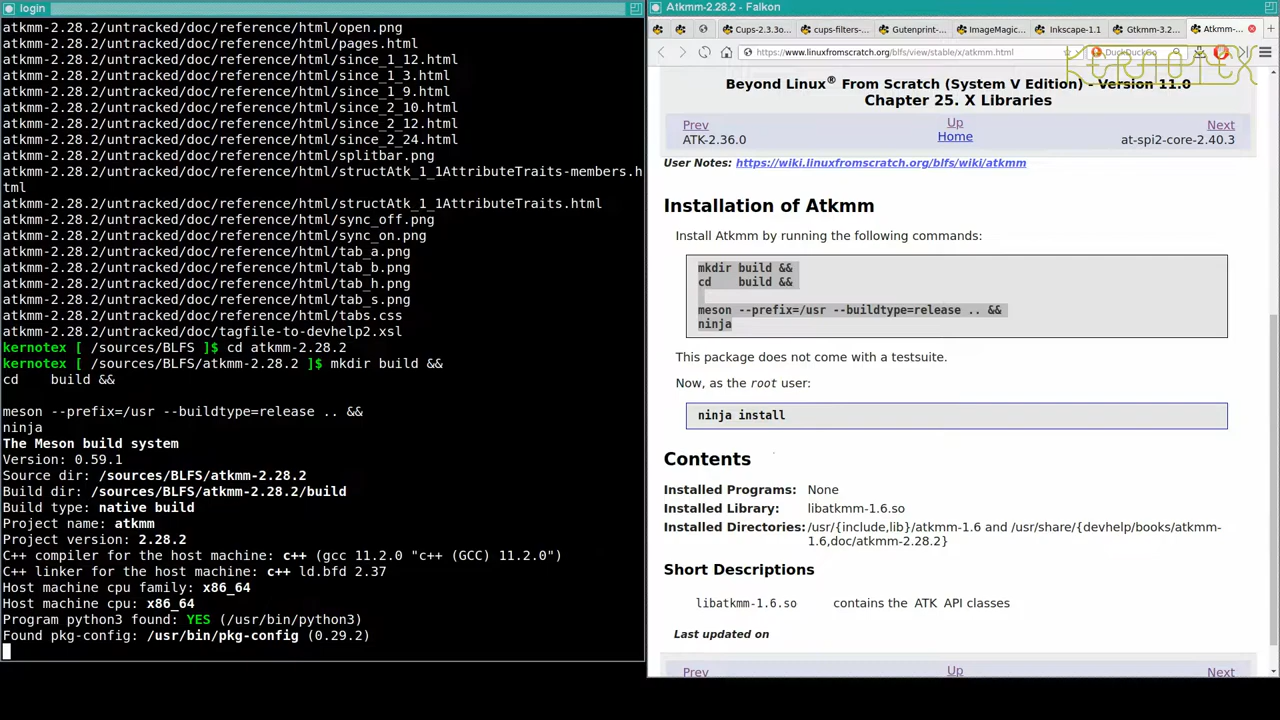 login
atkmm-2.28.2/untracked/doc/reference/html/open.png
atkmm-2.28.2/untracked/doc/reference/html/pages.html
atkmm-2.28.2/untracked/doc/reference/html/since_1_12.html
atkmm-2.28.2/untracked/doc/reference/html/since_1_3.html
atkmm-2.28.2/untracked/doc/reference/html/since_1_9.html
atkmm-2.28.2/untracked/doc/reference/html/since_2_10.html
atkmm-2.28.2/untracked/doc/reference/html/since_2_12.html
atkmm-2.28.2/untracked/doc/reference/html/since_2_24.html
atkmm-2.28.2/untracked/doc/reference/html/splitbar.png
atkmm-2.28.2/untracked/doc/reference/html/structAtk_1_1AttributeTraits-members.h
tml
atkmm-2.28.2/untracked/doc/reference/html/structAtk_1_1AttributeTraits.html
atkmm-2.28.2/untracked/doc/reference/html/sync_off.png
atkmm-2.28.2/untracked/doc/reference/html/sync_on.png
atkmm-2.28.2/untracked/doc/reference/html/tab_a.png
atkmm-2.28.2/untracked/doc/reference/html/tab_b.png
atkmm-2.28.2/untracked/doc/reference/html/tab_h.png
atkmm-2.28.2/untracked/doc/reference/html/tab_s.png
atkmm-2.28.2/untracked/doc/reference/html/tabs.css
atkmm-2.28.2/untracked/doc/tagfile-to-devhelp2.xsl
kernotex [ /sources/BLFS ]$ cd atkmm-2.28.2
kernotex [ /sources/BLFS/atkmm-2.28.2 ]$ mkdir build &&
cd    build &&
meson --prefix=/usr --buildtype=release .. &&
ninja
The Meson build system
Version: 0.59.1
Source dir: /sources/BLFS/atkmm-2.28.2
Build dir: /sources/BLFS/atkmm-2.28.2/build
Build type: native build
Project name: atkmm
Project version: 2.28.2
C++ compiler for the host machine: c++ (gcc 11.2.0 "c++ (GCC) 11.2.0")
C++ linker for the host machine: c++ ld.bfd 2.37
Host machine cpu family: x86_64
Host machine cpu: x86_64
Program python3 found: YES (/usr/bin/python3)
Found pkg-config: /usr/bin/pkg-config (0.29.2)
Atkmm-2.28.2 - Falkon
Cups-2.3.3o... cups-filters-... Gutenprint-... ImageMagic... Inkscape-1.1 Gtkmm-3.2... Atkmm-...
https://www.linuxfromscratch.org/blfs/view/stable/x/atkmm.html DuckDuckGo
KERNOTEX
Beyond Linux® From Scratch (System V Edition) - Version 11.0
Chapter 25. X Libraries
Prev Up Next
ATK-2.36.0 Home at-spi2-core-2.40.3
User Notes: https://wiki.linuxfromscratch.org/blfs/wiki/atkmm
Installation of Atkmm
Install Atkmm by running the following commands:
mkdir build &&
cd    build &&
meson --prefix=/usr --buildtype=release .. &&
ninja
This package does not come with a testsuite.
Now, as the root user:
ninja install
Contents
Installed Programs: None
Installed Library: libatkmm-1.6.so
Installed Directories: /usr/{include,lib}/atkmm-1.6 and /usr/share/{devhelp/books/atkmm-
1.6,doc/atkmm-2.28.2}
Short Descriptions
libatkmm-1.6.so contains the ATK API classes
Last updated on
Prev Up Next